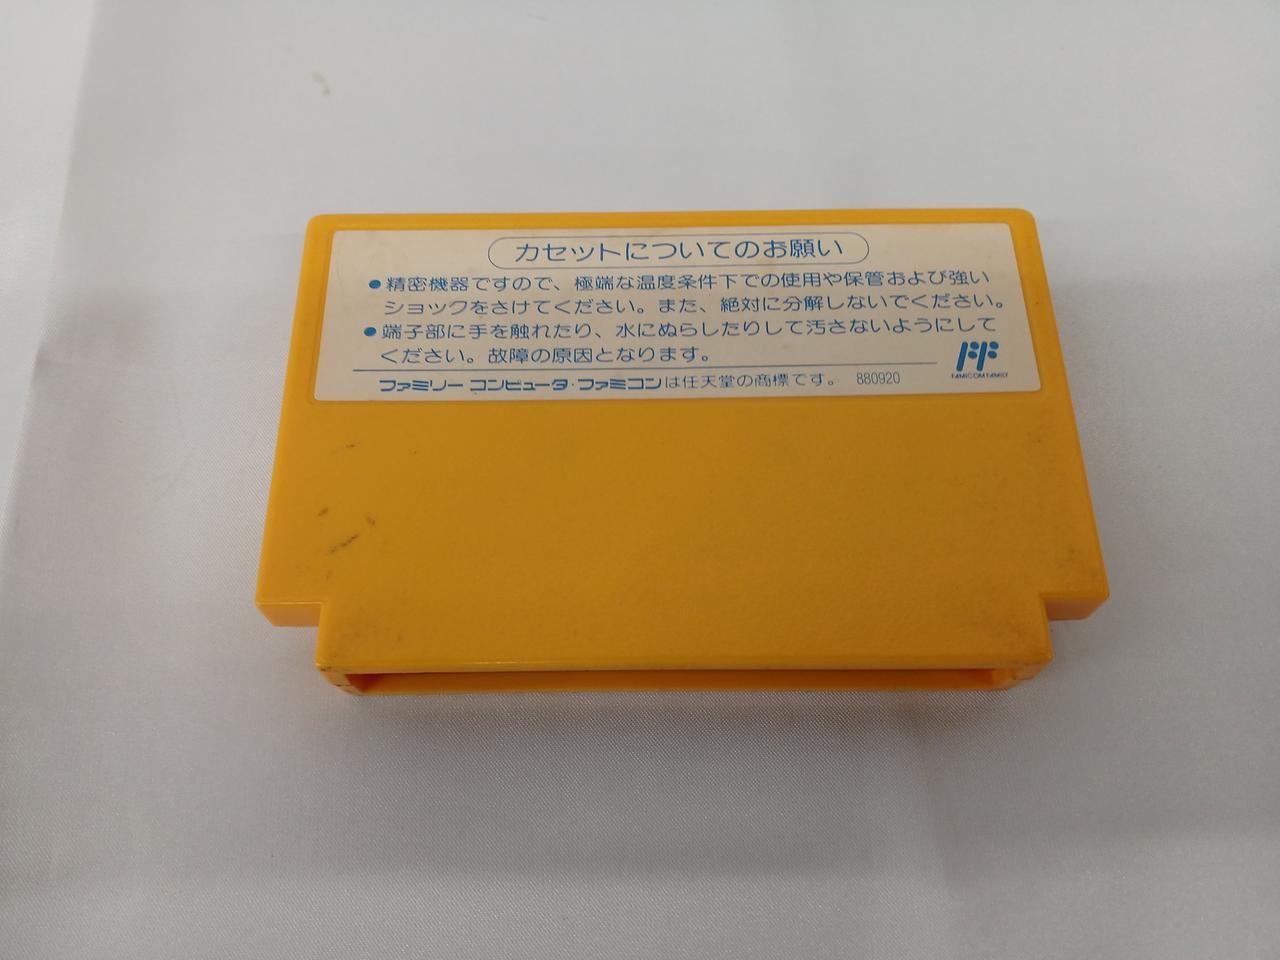 カセットについてのお願い
●精密機器ですので、極端な温度条件下での使用や保管および強い
ショックをさけてください。また、絶対に分解しないでください。
●端子部に手を触れたり、水にぬらしたりして汚さないようにして
ください。故障の原因となります。
ファミリーコンピュータ・ファミコンは任天堂の商標です。 880920
FF
FAMICOM FAMILY